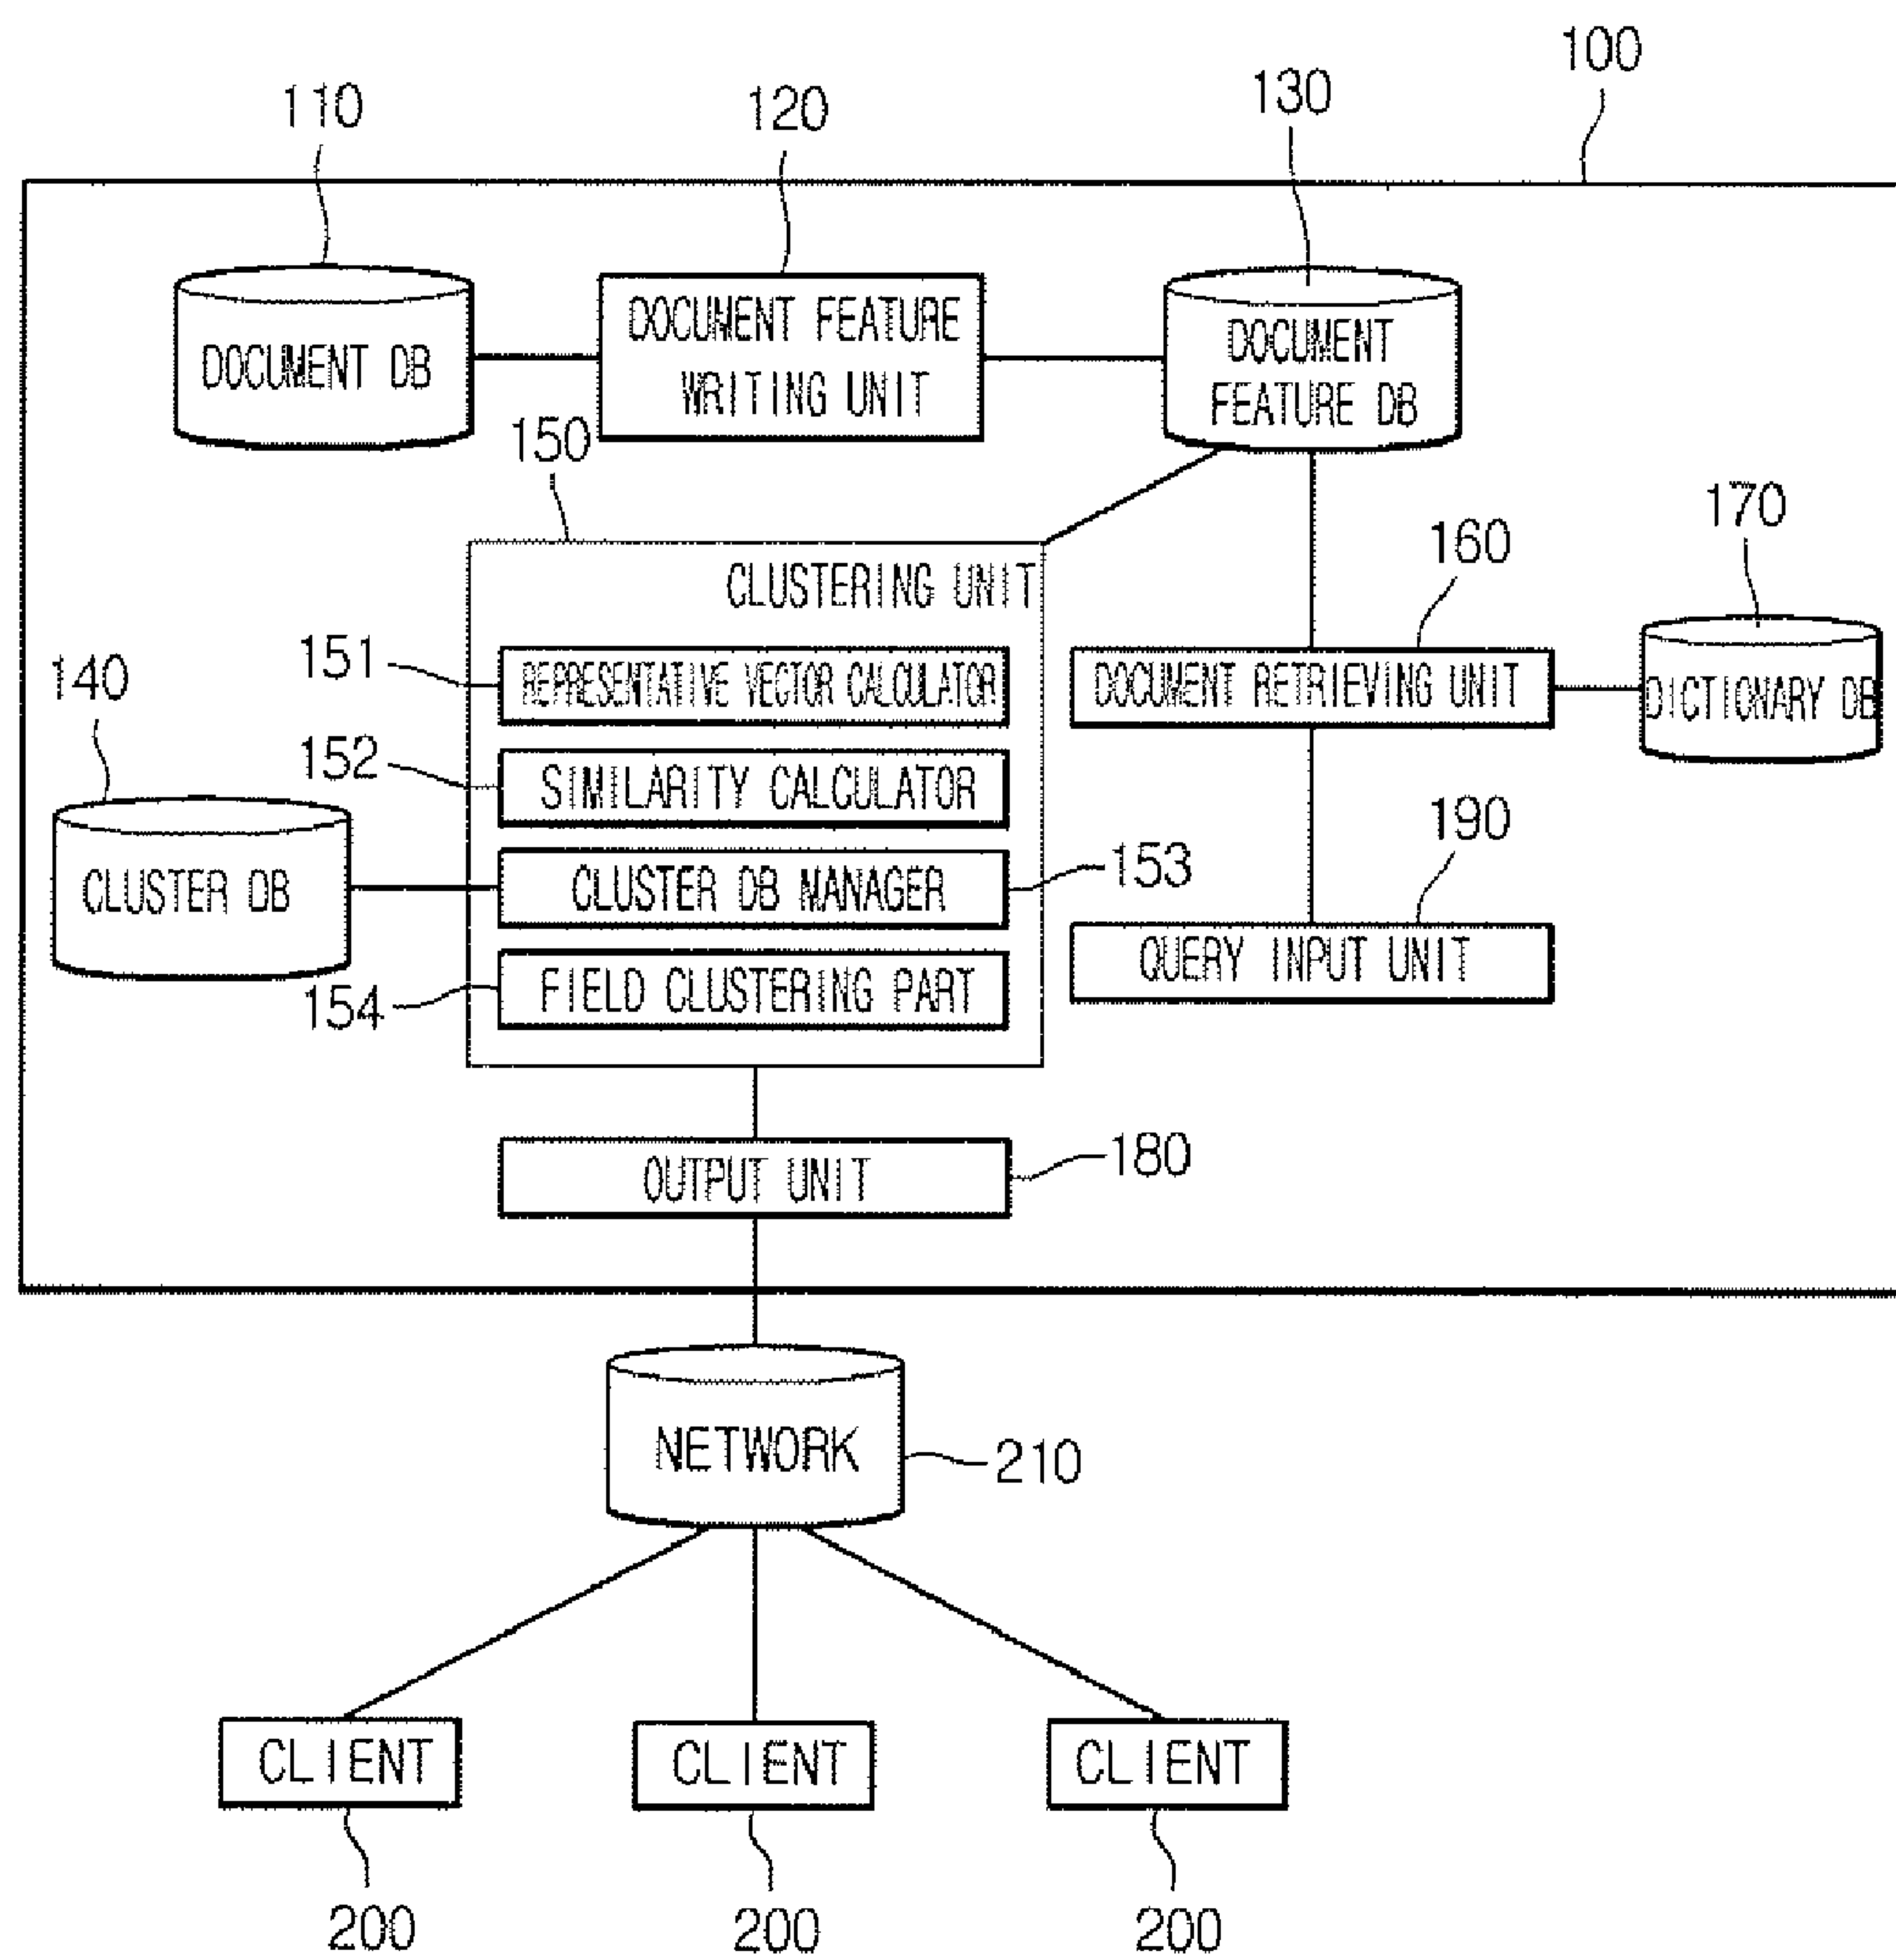 100
110
120
130
DOCUMENT DB
DOCUMENT FEATURE
WRITING UNIT
DOCUMENT
FEATURE DB
150
CLUSTERING UNIT
160
170
151
REPRESENTATIVE VECTOR CALCULATOR
DOCUMENT RETRIEVING UNIT
DICTIONARY DB
140
152
SIMILARITY CALCULATOR
190
CLUSTER DB
CLUSTER DB MANAGER
153
QUERY INPUT UNIT
154
FIELD CLUSTERING PART
OUTPUT UNIT
180
NETWORK
210
CLIENT
CLIENT
CLIENT
200
200
200